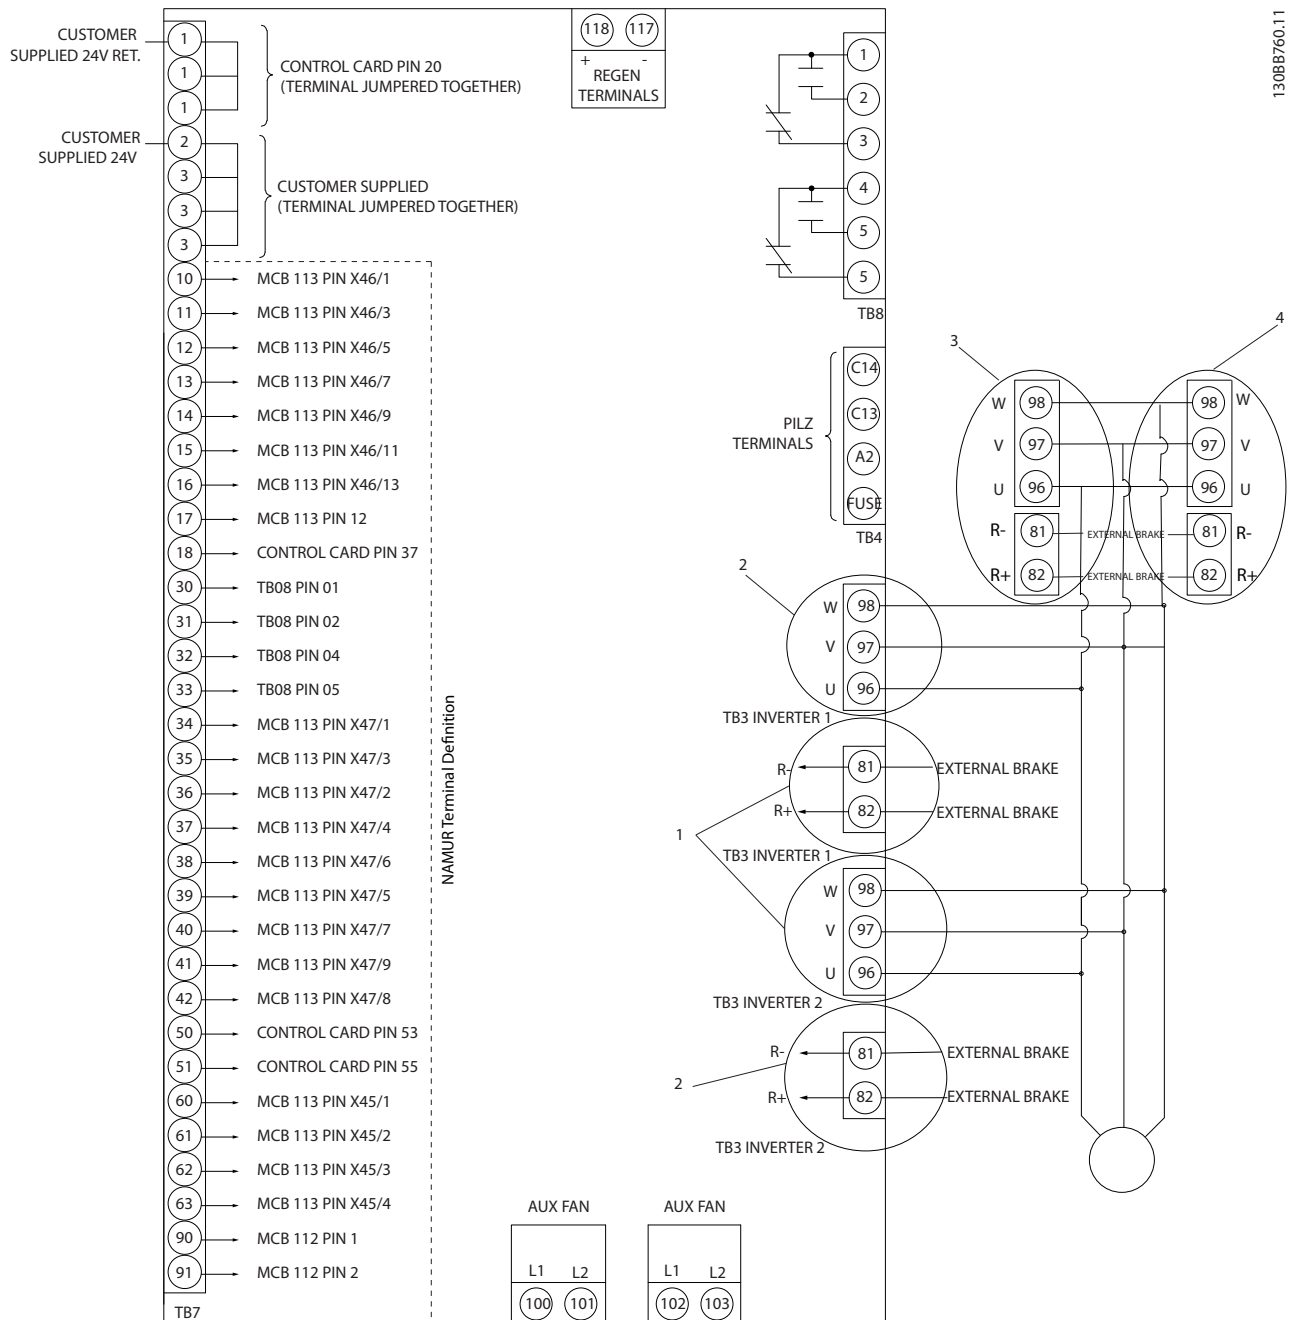 CUSTOMER
SUPPLIED 24V RET.
1
1
1
CONTROL CARD PIN 20
(TERMINAL JUMPERED TOGETHER)
CUSTOMER
SUPPLIED 24V
2
3
3
3
CUSTOMER SUPPLIED
(TERMINAL JUMPERED TOGETHER)
10 MCB 113 PIN X46/1
11 MCB 113 PIN X46/3
12 MCB 113 PIN X46/5
13 MCB 113 PIN X46/7
14 MCB 113 PIN X46/9
15 MCB 113 PIN X46/11
16 MCB 113 PIN X46/13
17 MCB 113 PIN 12
18 CONTROL CARD PIN 37
30 TB08 PIN 01
31 TB08 PIN 02
32 TB08 PIN 04
33 TB08 PIN 05
34 MCB 113 PIN X47/1
35 MCB 113 PIN X47/3
36 MCB 113 PIN X47/2
37 MCB 113 PIN X47/4
38 MCB 113 PIN X47/6
39 MCB 113 PIN X47/5
40 MCB 113 PIN X47/7
41 MCB 113 PIN X47/9
42 MCB 113 PIN X47/8
50 CONTROL CARD PIN 53
51 CONTROL CARD PIN 55
60 MCB 113 PIN X45/1
61 MCB 113 PIN X45/2
62 MCB 113 PIN X45/3
63 MCB 113 PIN X45/4
90 MCB 112 PIN 1
91 MCB 112 PIN 2
TB7
NAMUR Terminal Definition
118 117
+ -
REGEN
TERMINALS
1
2
3
4
5
5
TB8
PILZ
TERMINALS
C14
C13
A2
FUSE
TB4
2
W 98
V 97
U 96
TB3 INVERTER 1
R- 81 EXTERNAL BRAKE
R+ 82 EXTERNAL BRAKE
1
TB3 INVERTER 1
W 98
V 97
U 96
TB3 INVERTER 2
R- 81 EXTERNAL BRAKE
2
R+ 82 EXTERNAL BRAKE
TB3 INVERTER 2
AUX FAN
L1 L2
100 101
AUX FAN
L1 L2
102 103
3
4
W 98 98 W
V 97 97 V
U 96 96 U
R- 81 EXTERNAL BRAKE 81 R-
R+ 82 EXTERNAL BRAKE 82 R+
130BB760.11